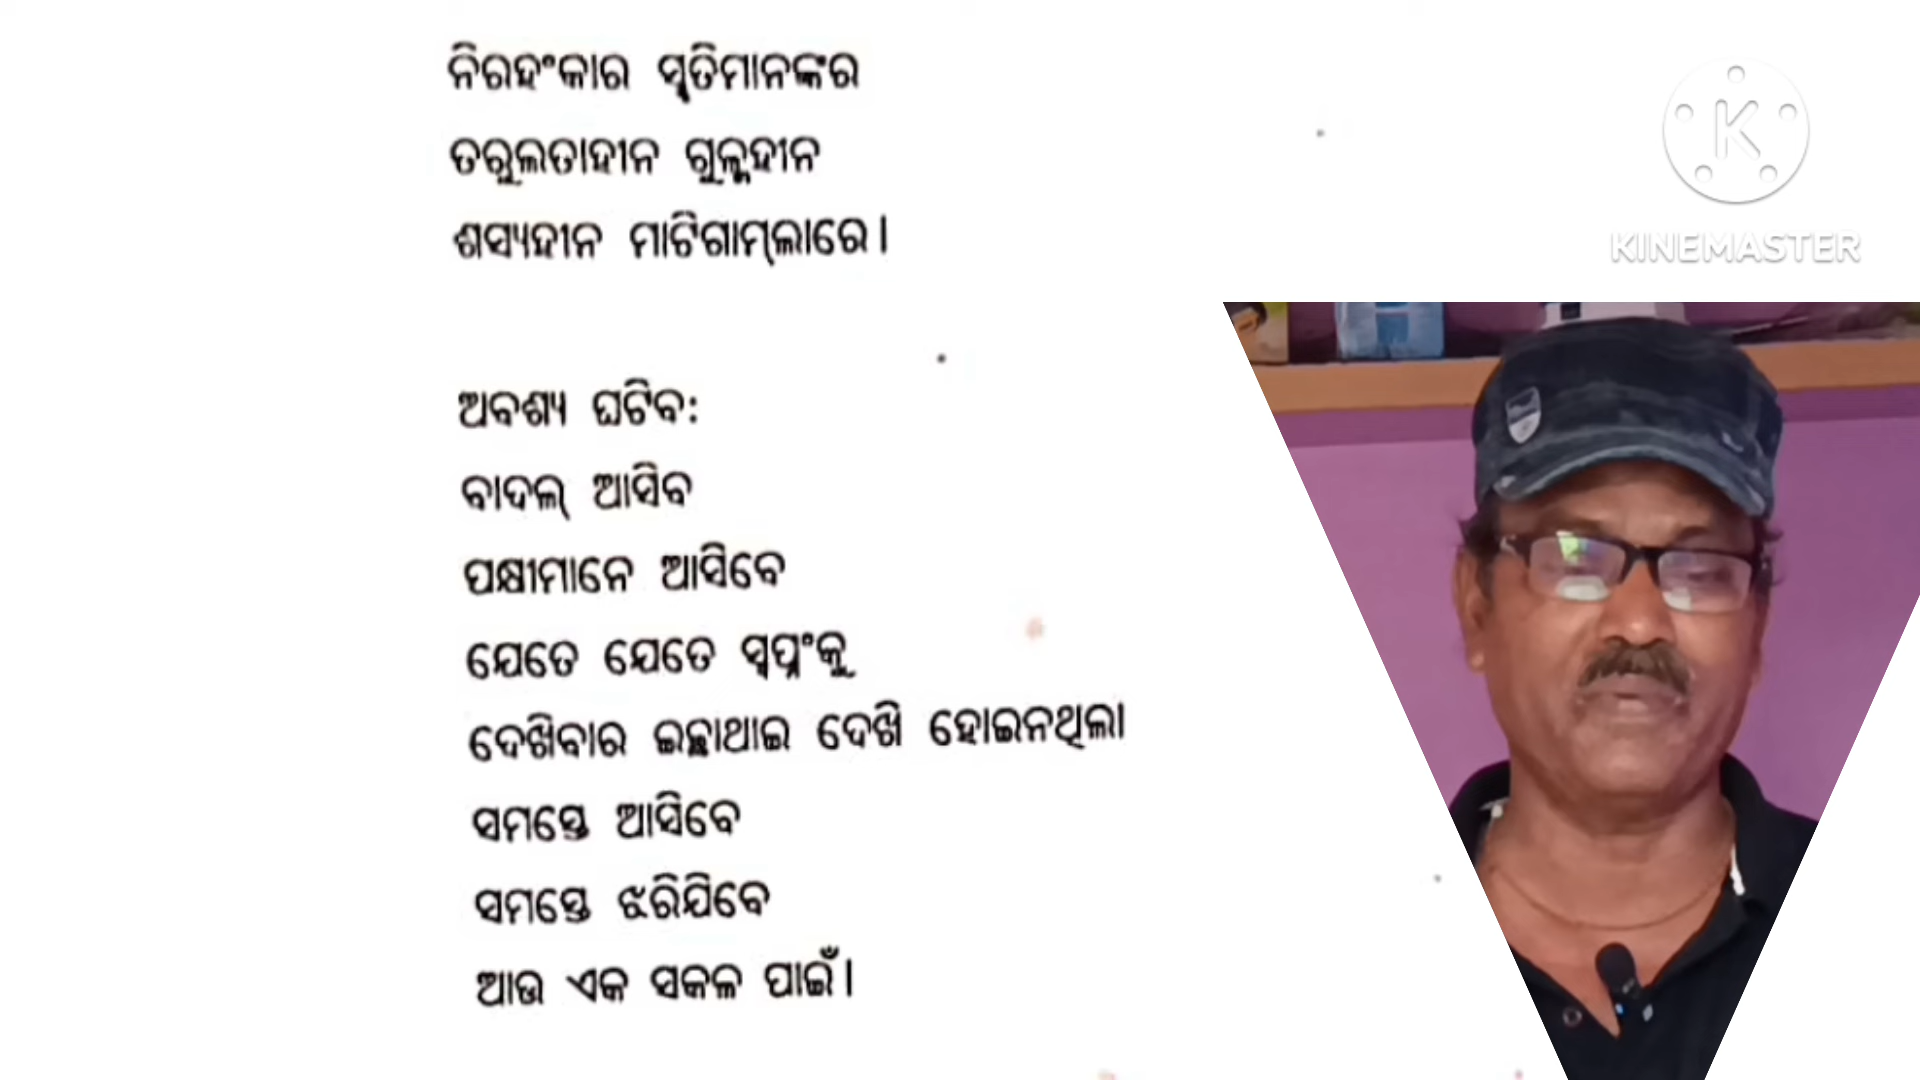 ନିରହଂକାର ସ୍ମୃତିମାନଙ୍କର
ତରୁଲତାହୀନ ଗୁଳ୍ମହୀନ
ଶସ୍ୟହୀନ ମାଟିଗାମ୍‌ଲାରେ।
ଅବଶ୍ୟ ଘଟିବ:
ବାଦଲ୍ ଆସିବ
ପକ୍ଷୀମାନେ ଆସିବେ
ଯେତେ ଯେତେ ସ୍ୱପ୍ନଂକୁ
ଦେଖିବାର ଇଚ୍ଛାଥାଇ ଦେଖି ହୋଇନଥିଲା
ସମସ୍ତେ ଆସିବେ
ସମସ୍ତେ ଝରିଯିବେ
ଆଉ ଏକ ସକଳ ପାଇଁ।
K
KINEMASTER